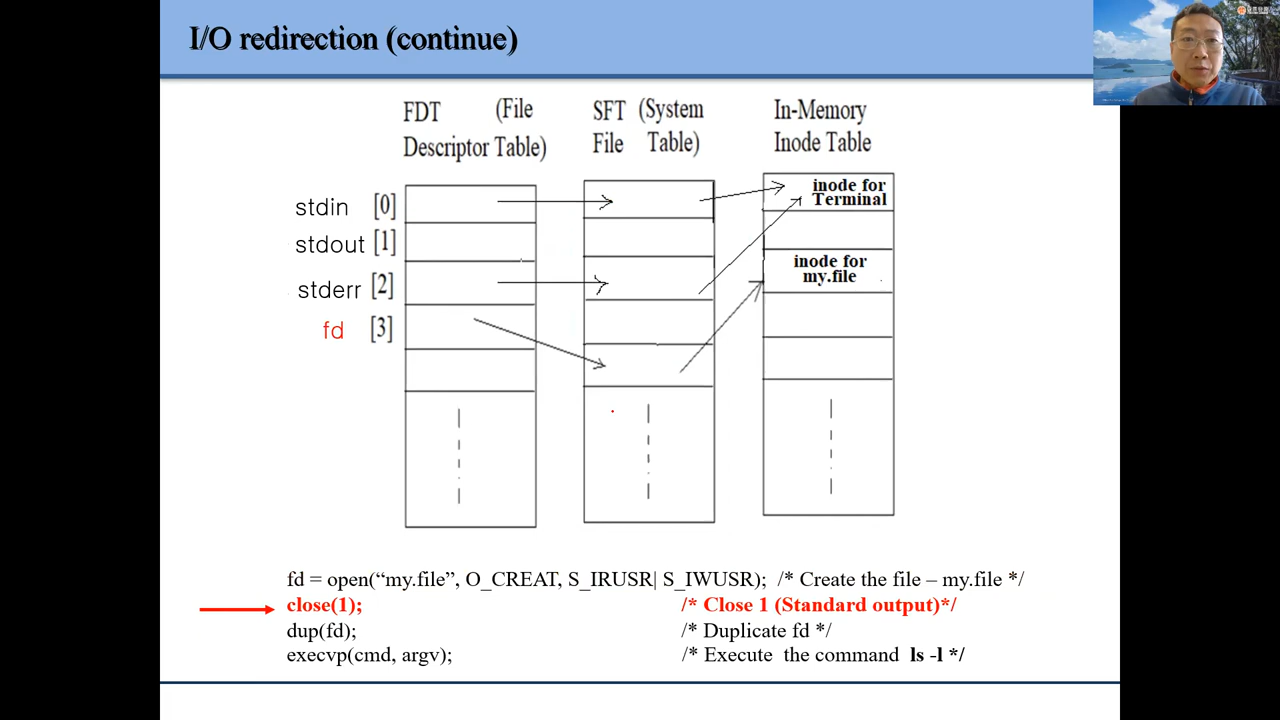 I/O redirection (continue)
FDT (File
Descriptor Table)
SFT (System
File Table)
In-Memory
Inode Table
stdin [0]
stdout [1]
stderr [2]
fd [3]
inode for
Terminal
inode for
my.file
fd = open(“my.file”, O_CREAT, S_IRUSR| S_IWUSR); /* Create the file – my.file */
close(1); /* Close 1 (Standard output)*/
dup(fd); /* Duplicate fd */
execvp(cmd, argv); /* Execute the command ls -l */